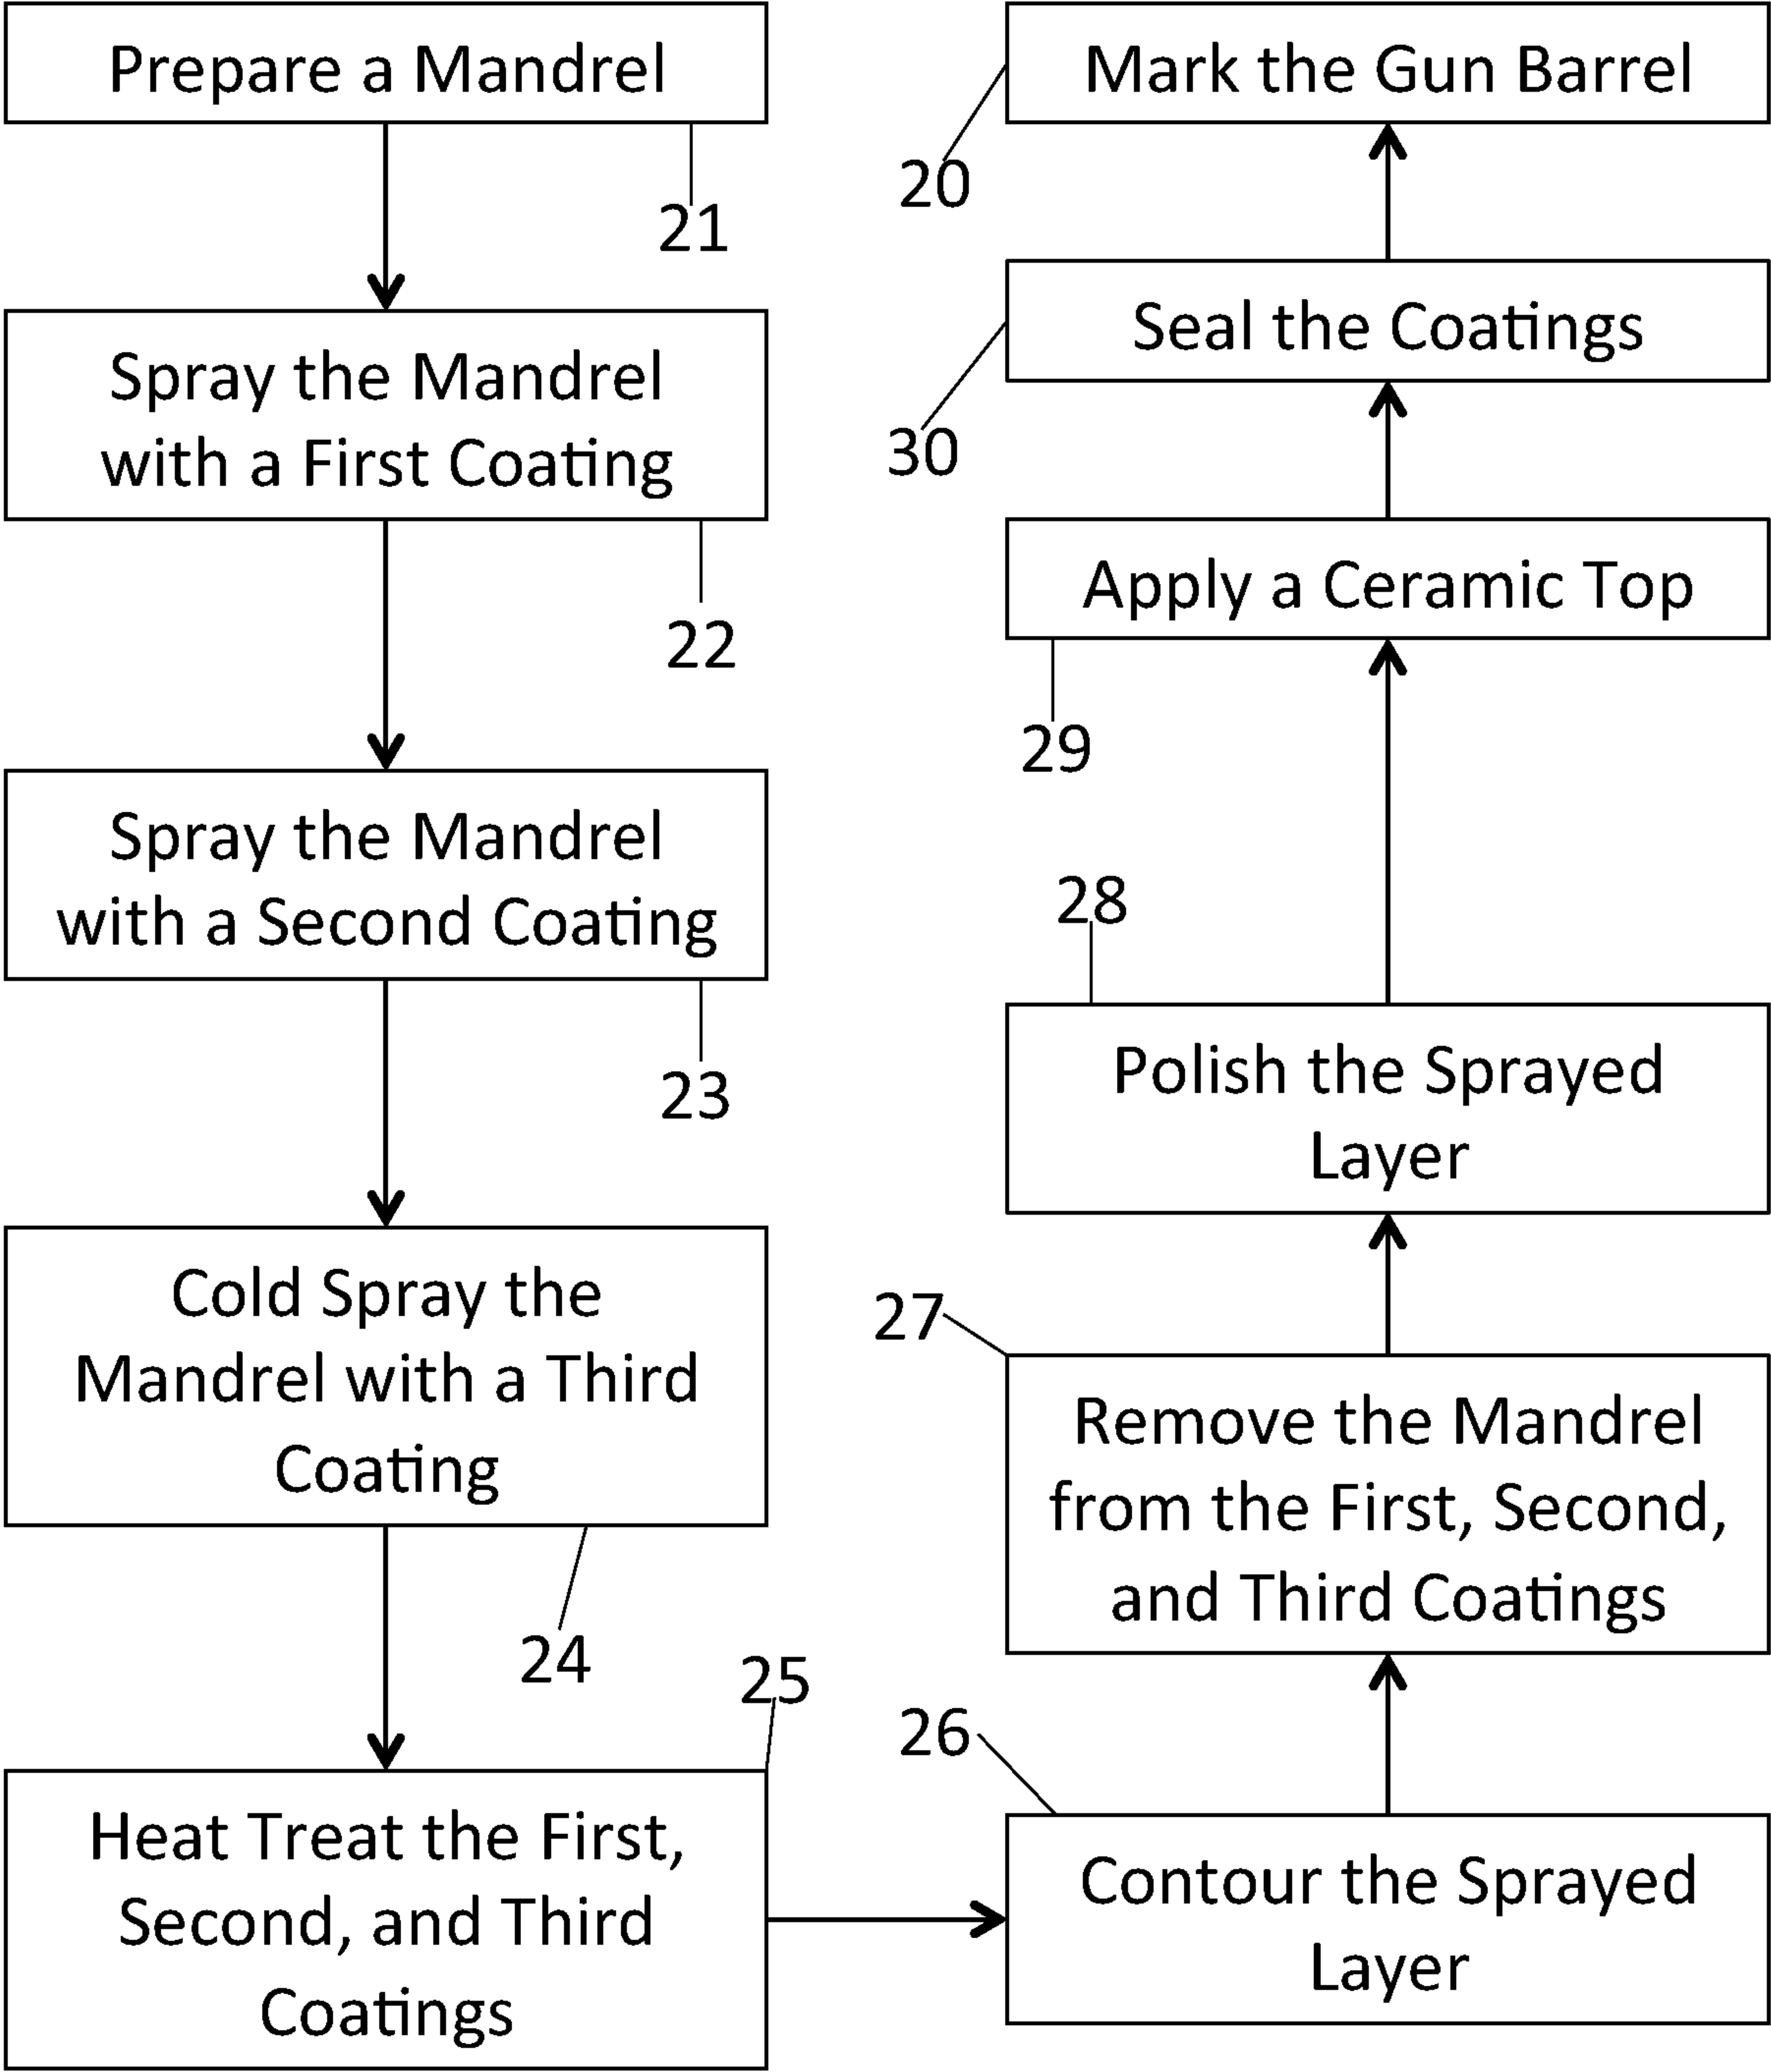 Prepare a Mandrel
21
Spray the Mandrel
with a First Coating
22
Spray the Mandrel
with a Second Coating
23
Cold Spray the
Mandrel with a Third
Coating
24
Heat Treat the First,
Second, and Third
Coatings
25
Contour the Sprayed
Layer
26
Remove the Mandrel
from the First, Second,
and Third Coatings
27
Polish the Sprayed
Layer
28
Apply a Ceramic Top
29
Seal the Coatings
30
Mark the Gun Barrel
20